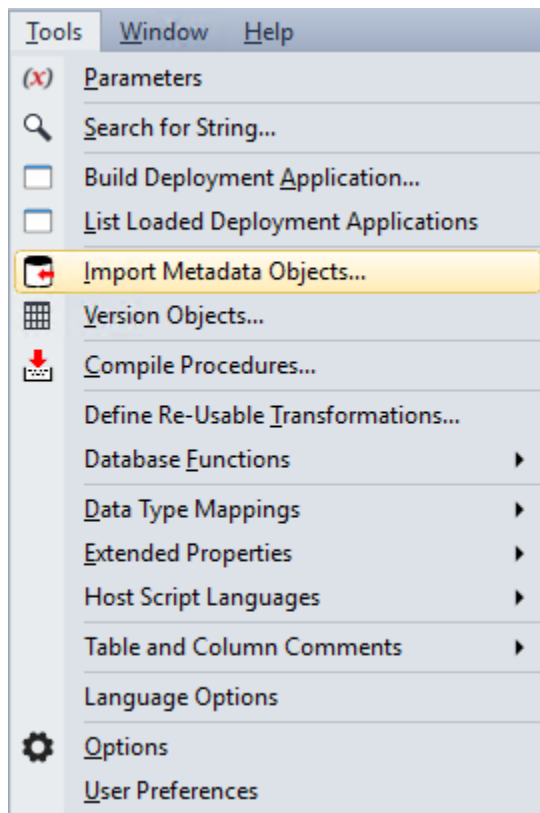 Tools Window Help
(x) Parameters
Search for String...
Build Deployment Application...
List Loaded Deployment Applications
Import Metadata Objects...
Version Objects...
Compile Procedures...
Define Re-Usable Transformations...
Database Functions
Data Type Mappings
Extended Properties
Host Script Languages
Table and Column Comments
Language Options
Options
User Preferences